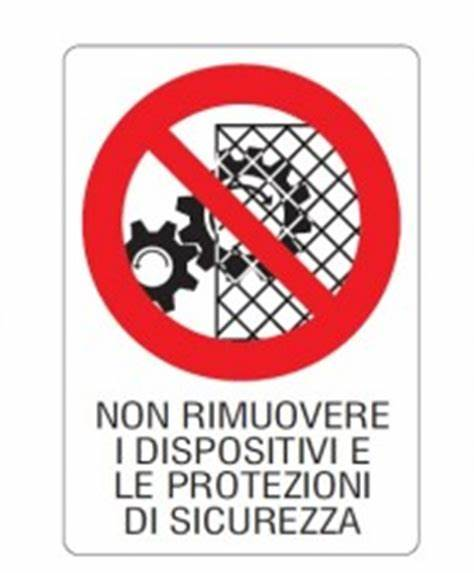 NON RIMUOVERE
I DISPOSITIVI E
LE PROTEZIONI
DI SICUREZZA